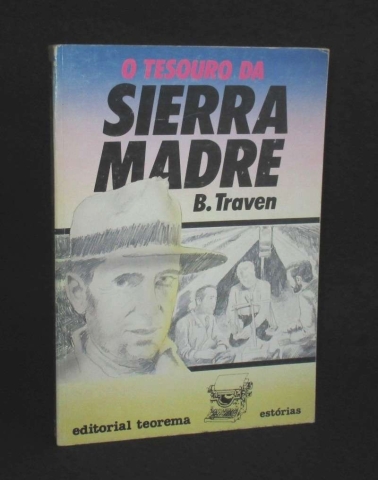 O TESOURO DA
SIERRA
MADRE
B. Traven
editorial teorema
estórias